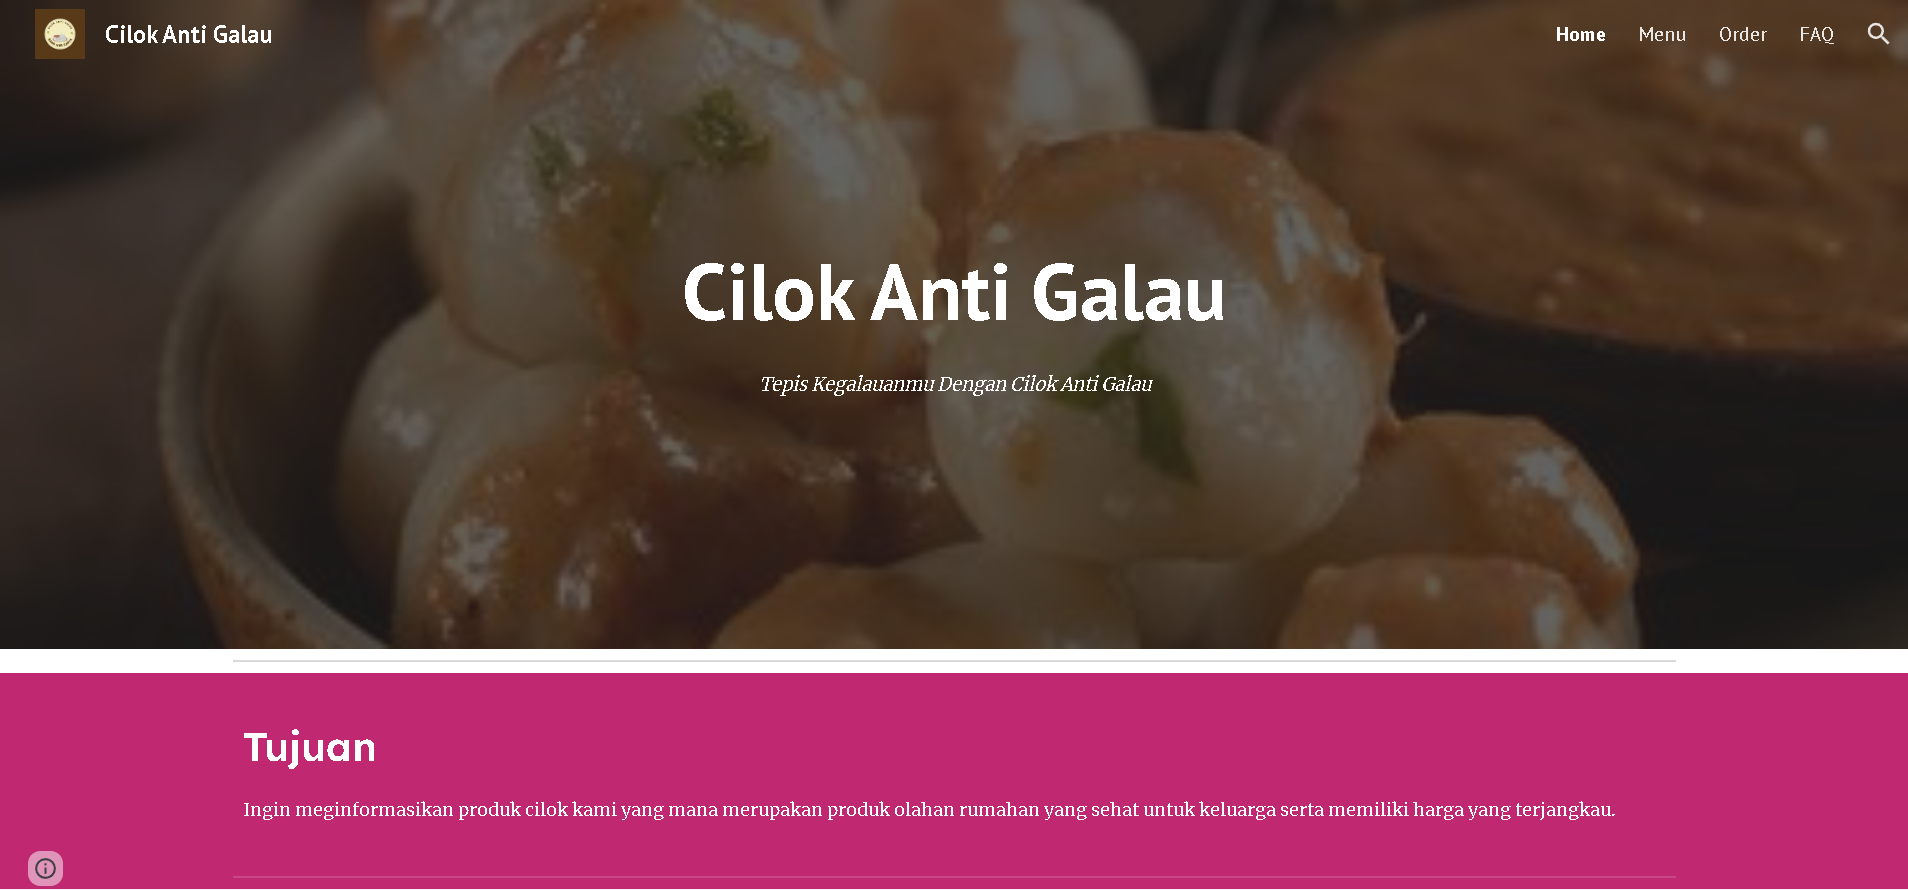 Cilok Anti Galau
Home Menu Order FAQ
Cilok Anti Galau
Tepis Kegalauanmu Dengan Cilok Anti Galau
Tujuan
Ingin meginformasikan produk cilok kami yang mana merupakan produk olahan rumahan yang sehat untuk keluarga serta memiliki harga yang terjangkau.